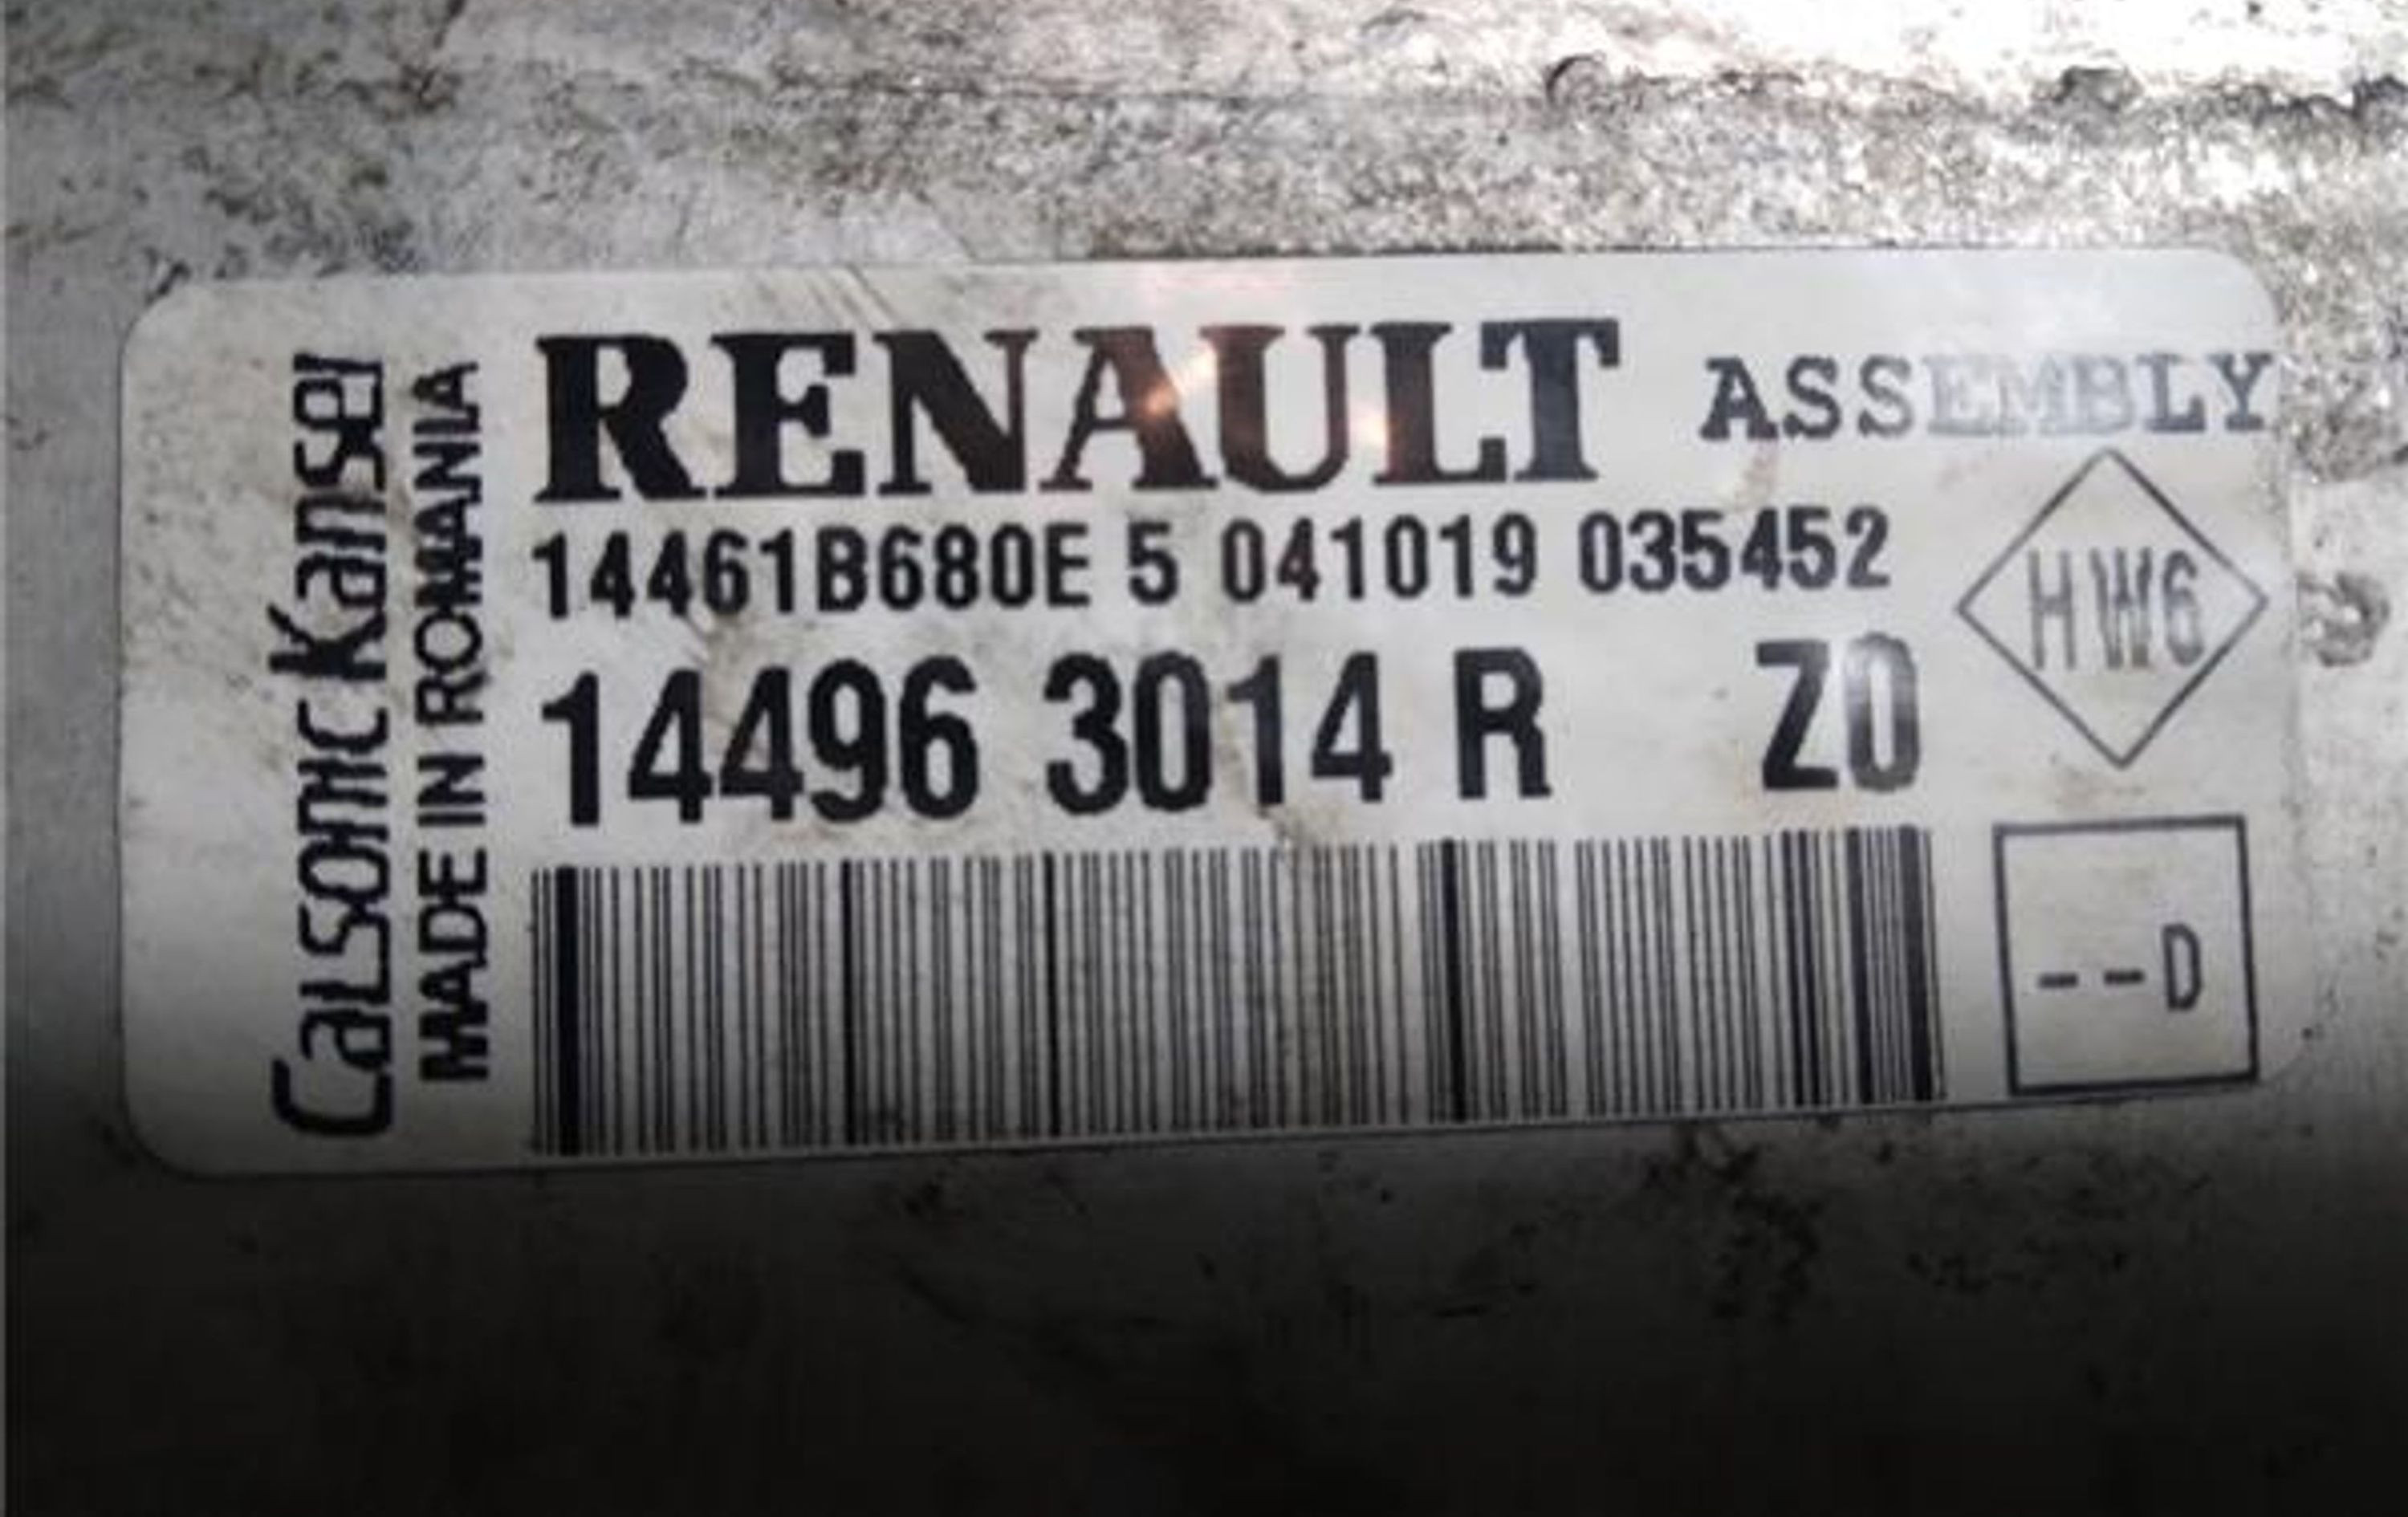 Calsonic Kansei
MADE IN ROMANIA
RENAULT ASSEMBLY
14461B680E 5 041019 035452
HW6
14496 3014 R Z0
--D